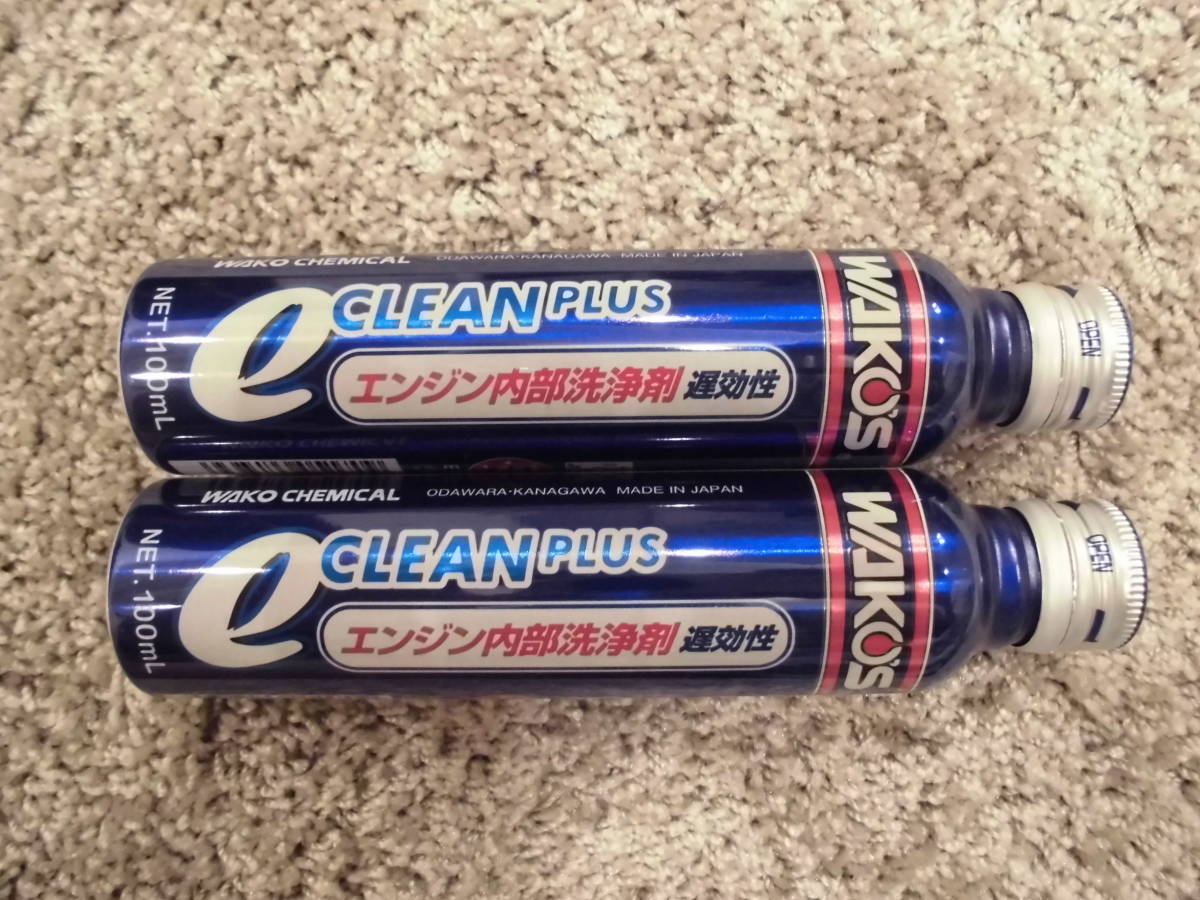 WAKO CHEMICAL ODAWARA・KANAGAWA MADE IN JAPAN
e CLEAN PLUS
エンジン内部洗浄剤 遅効性
NET.100mL
WAKO'S
OPEN
WAKO CHEMICAL
WAKO CHEMICAL ODAWARA・KANAGAWA MADE IN JAPAN
e CLEAN PLUS
エンジン内部洗浄剤 遅効性
NET.100mL
WAKO'S
OPEN